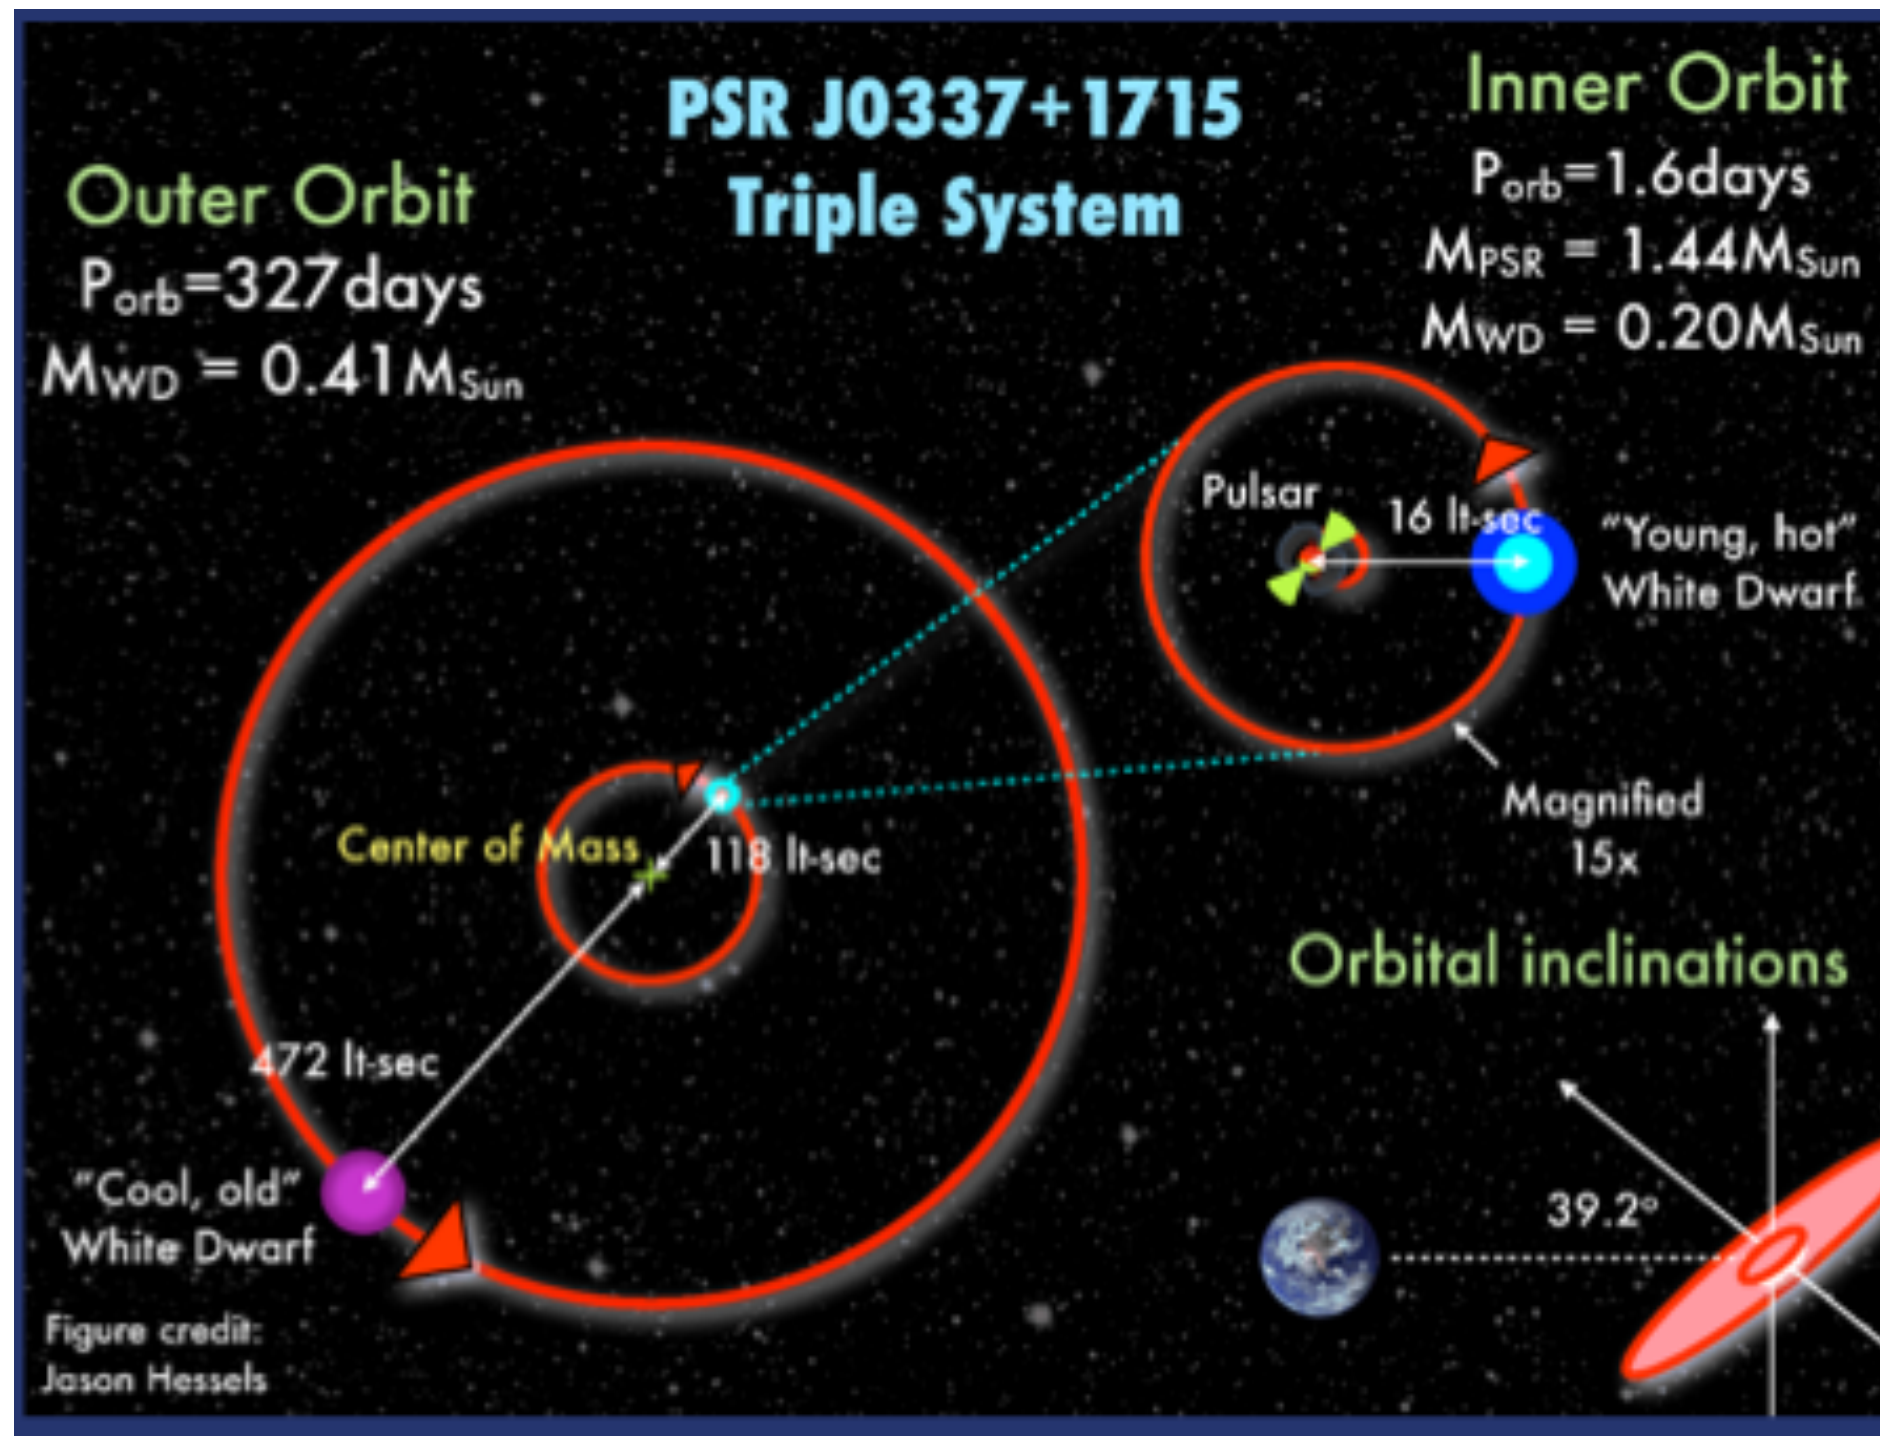 PSR J0337+1715
Triple System
Outer Orbit
Porb=327days
MWD = 0.41MSun
Inner Orbit
Porb=1.6days
MPSR = 1.44MSun
MWD = 0.20MSun
Pulsar
16 lt-sec
"Young, hot"
White Dwarf
Magnified
15x
Center of Mass
118 lt-sec
472 lt-sec
"Cool, old"
White Dwarf
Orbital inclinations
39.2°
Figure credit:
Jason Hessels